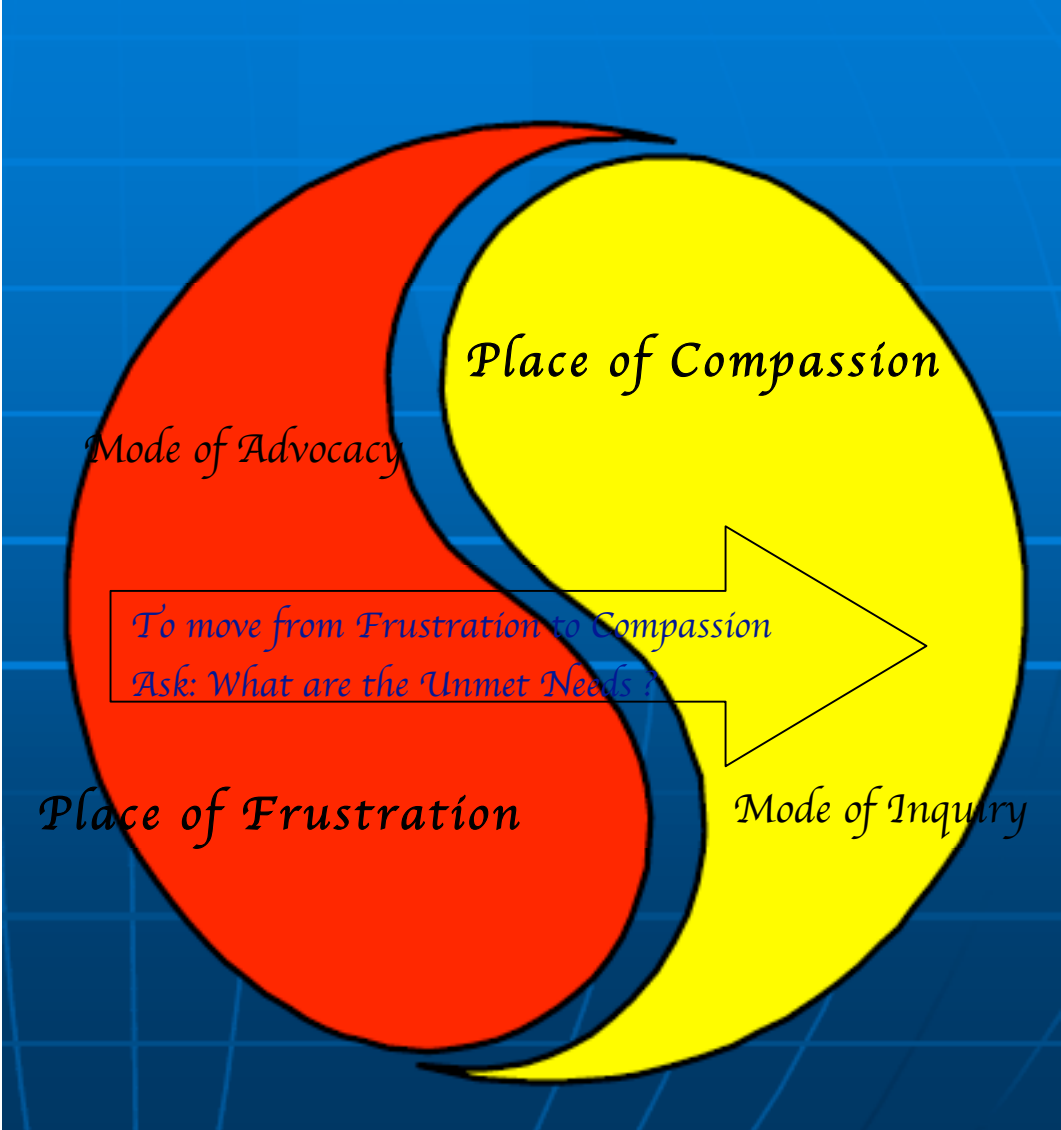 Place of Compassion
Mode of Advocacy
To move from Frustration to Compassion
Ask: What are the Unmet Needs ?
Place of Frustration
Mode of Inquiry